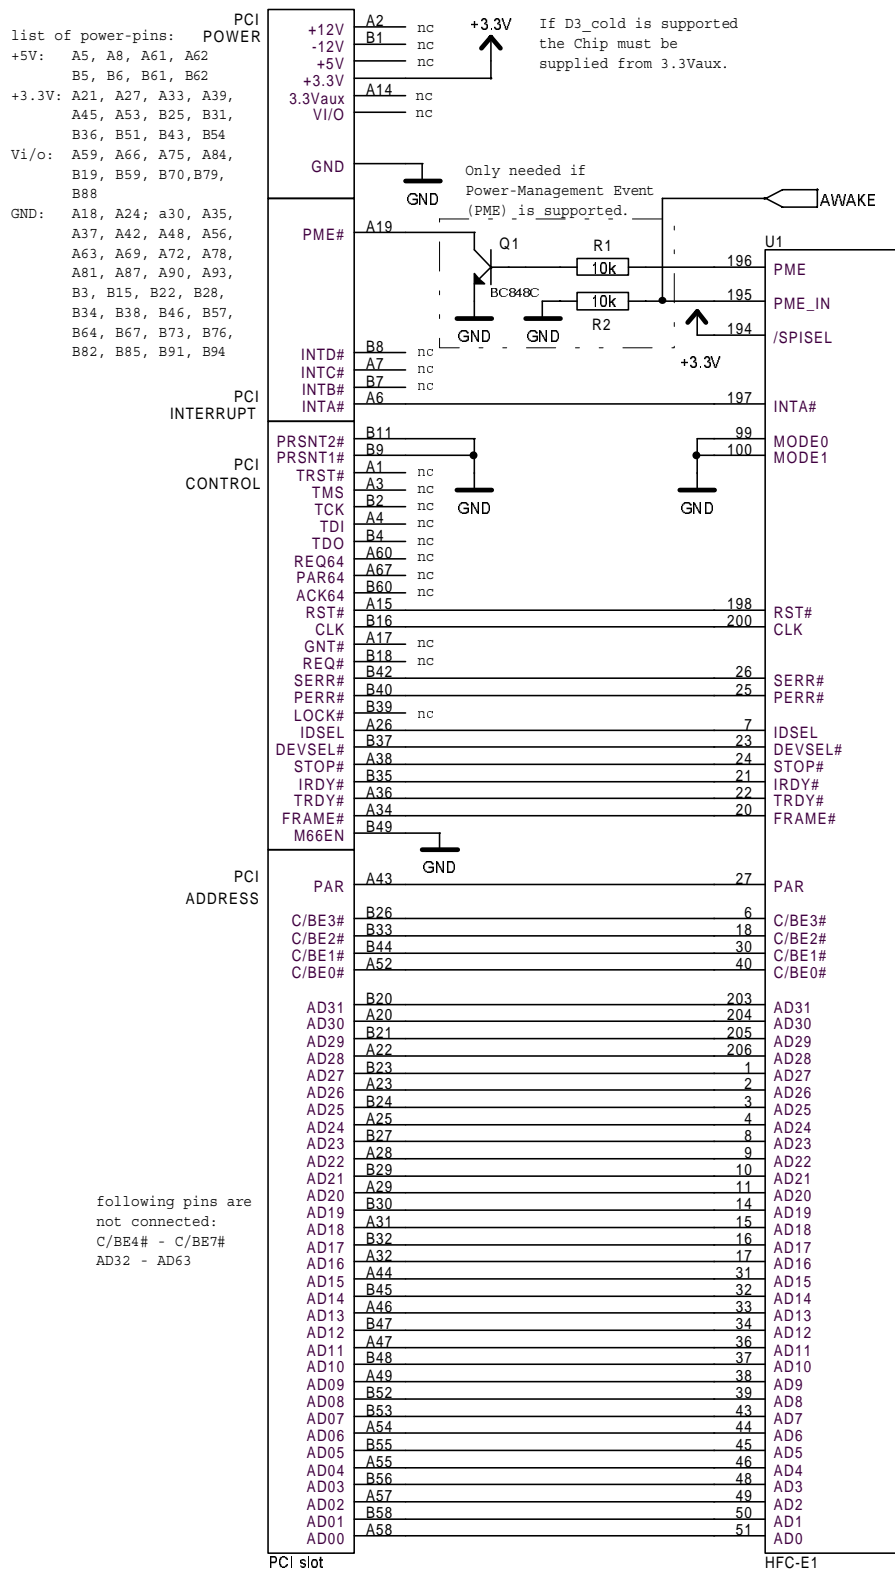 list of power-pins:
+5V: A5, A8, A61, A62
B5, B6, B61, B62
+3.3V: A21, A27, A33, A39,
A45, A53, B25, B31,
B36, B51, B43, B54
Vi/o: A59, A66, A75, A84,
B19, B59, B70,B79,
B88
GND: A18, A24; a30, A35,
A37, A42, A48, A56,
A63, A69, A72, A78,
A81, A87, A90, A93,
B3, B15, B22, B28,
B34, B38, B46, B57,
B64, B67, B73, B76,
B82, B85, B91, B94
PCI
POWER
+12V A2 nc
-12V B1 nc
+5V nc
+3.3V
+3.3V
3.3Vaux A14 nc
VI/O nc
GND
GND
If D3_cold is supported
the Chip must be
supplied from 3.3Vaux.
Only needed if
Power-Management Event
(PME) is supported.
AWAKE
U1
PME# A19
Q1
BC848C
R1
10k
196 PME
10k
R2
195 PME_IN
194 /SPISEL
GND
GND
+3.3V
INTD# B8 nc
INTC# A7 nc
INTB# B7 nc
PCI
INTERRUPT
INTA# A6 197 INTA#
PRSNT2# B11 99 MODE0
PRSNT1# B9 100 MODE1
PCI
CONTROL
TRST# A1 nc
TMS A3 nc
TCK B2 nc
GND
GND
TDI A4 nc
TDO B4 nc
REQ64 A60 nc
PAR64 A67 nc
ACK64 B60 nc
RST# A15 198 RST#
CLK B16 200 CLK
GNT# A17 nc
REQ# B18 nc
SERR# B42 26 SERR#
PERR# B40 25 PERR#
LOCK# B39 nc
IDSEL A26 7 IDSEL
DEVSEL# B37 23 DEVSEL#
STOP# A38 24 STOP#
IRDY# B35 21 IRDY#
TRDY# A36 22 TRDY#
FRAME# A34 20 FRAME#
M66EN B49
GND
PCI
ADDRESS
PAR A43 27 PAR
C/BE3# B26 6 C/BE3#
C/BE2# B33 18 C/BE2#
C/BE1# B44 30 C/BE1#
C/BE0# A52 40 C/BE0#
AD31 B20 203 AD31
AD30 A20 204 AD30
AD29 B21 205 AD29
AD28 A22 206 AD28
AD27 B23 1 AD27
AD26 A23 2 AD26
AD25 B24 3 AD25
AD24 A25 4 AD24
AD23 B27 8 AD23
AD22 A28 9 AD22
AD21 B29 10 AD21
AD20 A29 11 AD20
AD19 B30 14 AD19
AD18 A31 15 AD18
AD17 B32 16 AD17
AD16 A32 17 AD16
AD15 A44 31 AD15
AD14 B45 32 AD14
AD13 A46 33 AD13
AD12 B47 34 AD12
AD11 A47 36 AD11
AD10 B48 37 AD10
AD09 A49 38 AD9
AD08 B52 39 AD8
AD07 B53 43 AD7
AD06 A54 44 AD6
AD05 B55 45 AD5
AD04 A55 46 AD4
AD03 B56 48 AD3
AD02 A57 49 AD2
AD01 B58 50 AD1
AD00 A58 51 AD0
following pins are
not connected:
C/BE4# - C/BE7#
AD32 - AD63
PCI slot
HFC-E1